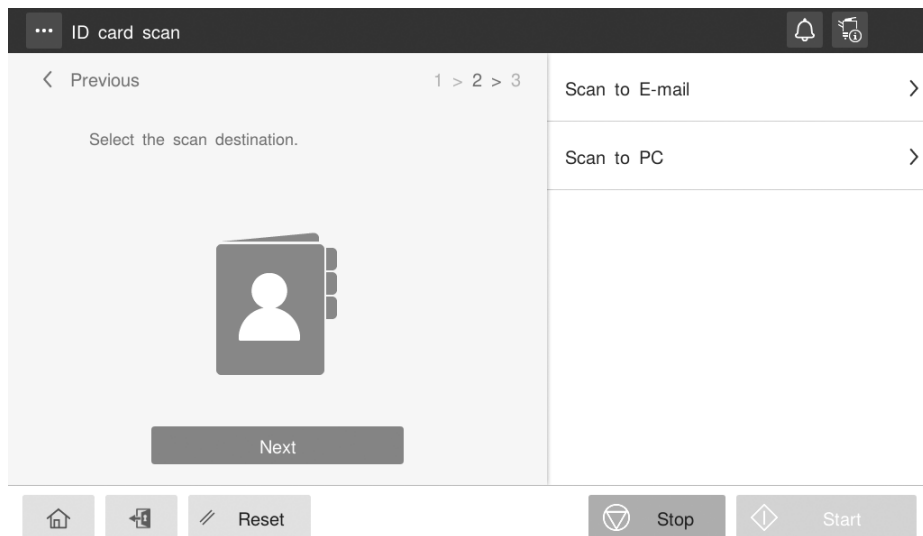 ID card scan
Previous
1 > 2 > 3
Select the scan destination.
Next
Scan to E-mail
Scan to PC
Reset
Stop
Start